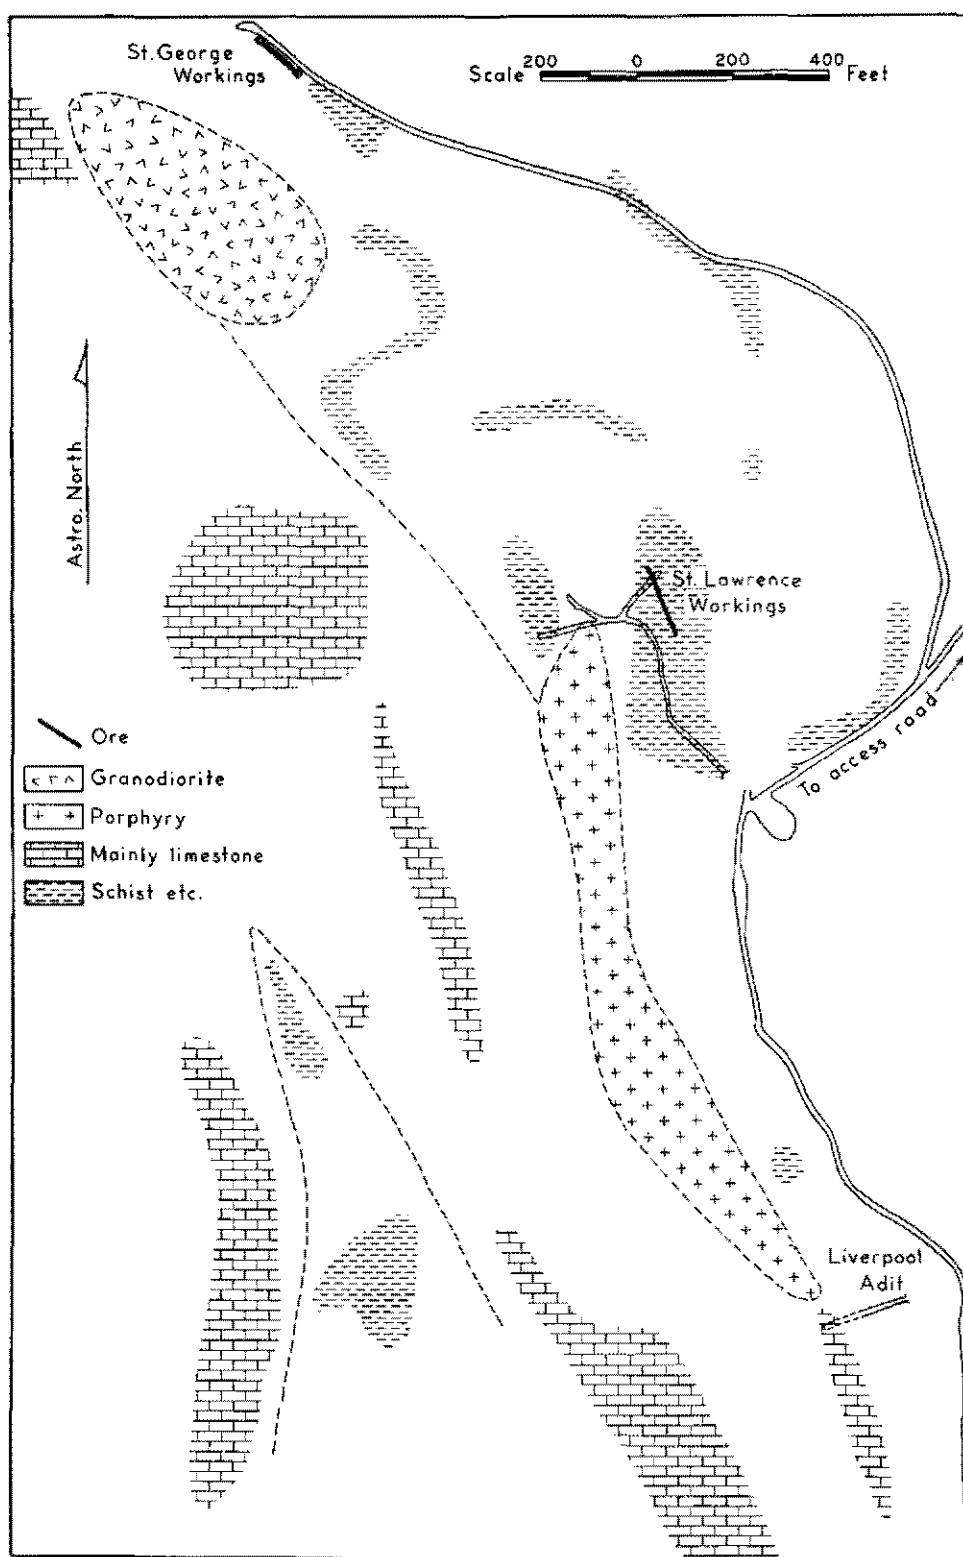 St. George
Workings
Scale 200 0 200 400 Feet
Astro. North
St. Lawrence
Workings
To access road
Ore
Granodiorite
Porphyry
Mainly limestone
Schist etc.
Liverpool
Adit